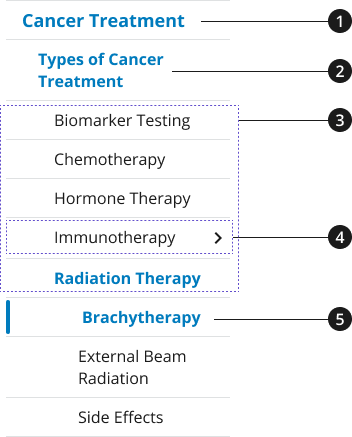 Cancer Treatment 1
Types of Cancer 2
Treatment
Biomarker Testing 3
Chemotherapy
Hormone Therapy
Immunotherapy 4
Radiation Therapy
Brachytherapy 5
External Beam
Radiation
Side Effects